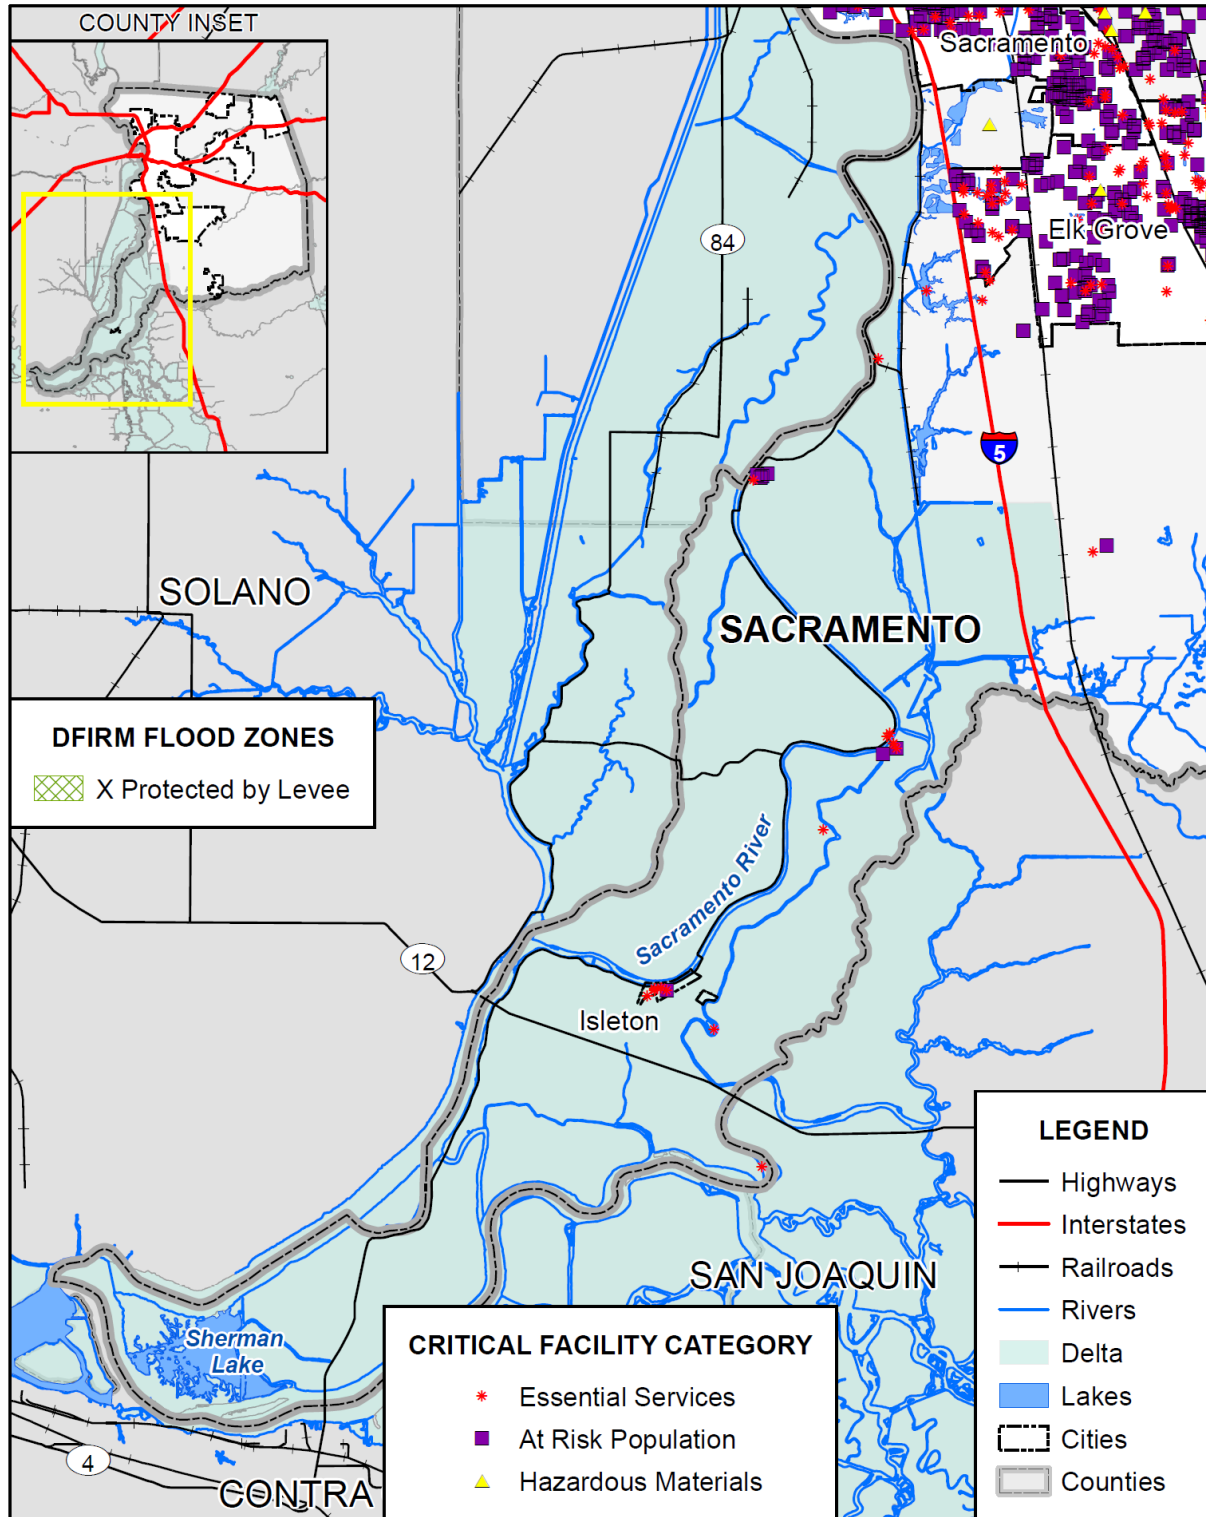 COUNTY INSET
Sacramento
Elk Grove
84
5
SOLANO
SACRAMENTO
DFIRM FLOOD ZONES
X Protected by Levee
Sacramento River
12
Isleton
SAN JOAQUIN
Sherman
Lake
4
CONTRA
CRITICAL FACILITY CATEGORY
Essential Services
At Risk Population
Hazardous Materials
LEGEND
Highways
Interstates
Railroads
Rivers
Delta
Lakes
Cities
Counties